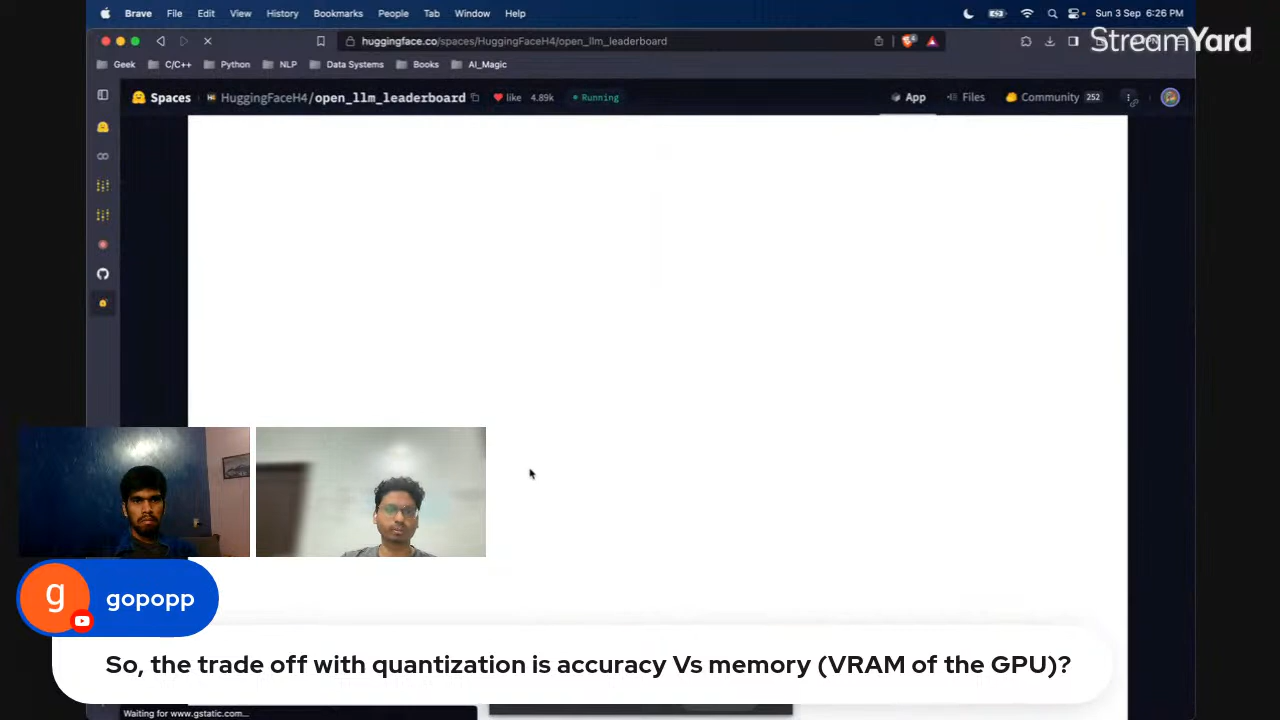 Brave File Edit View History Bookmarks People Tab Window Help Sun 3 Sep 6:26 PM
StreamYard
huggingface.co/spaces/HuggingFaceH4/open_llm_leaderboard
Geek C/C++ Python NLP Data Systems Books AI_Magic
Spaces HuggingFaceH4/open_llm_leaderboard like 4.89k Running App Files Community 252
g gopopp
So, the trade off with quantization is accuracy Vs memory (VRAM of the GPU)?
Waiting for www.gstatic.com...